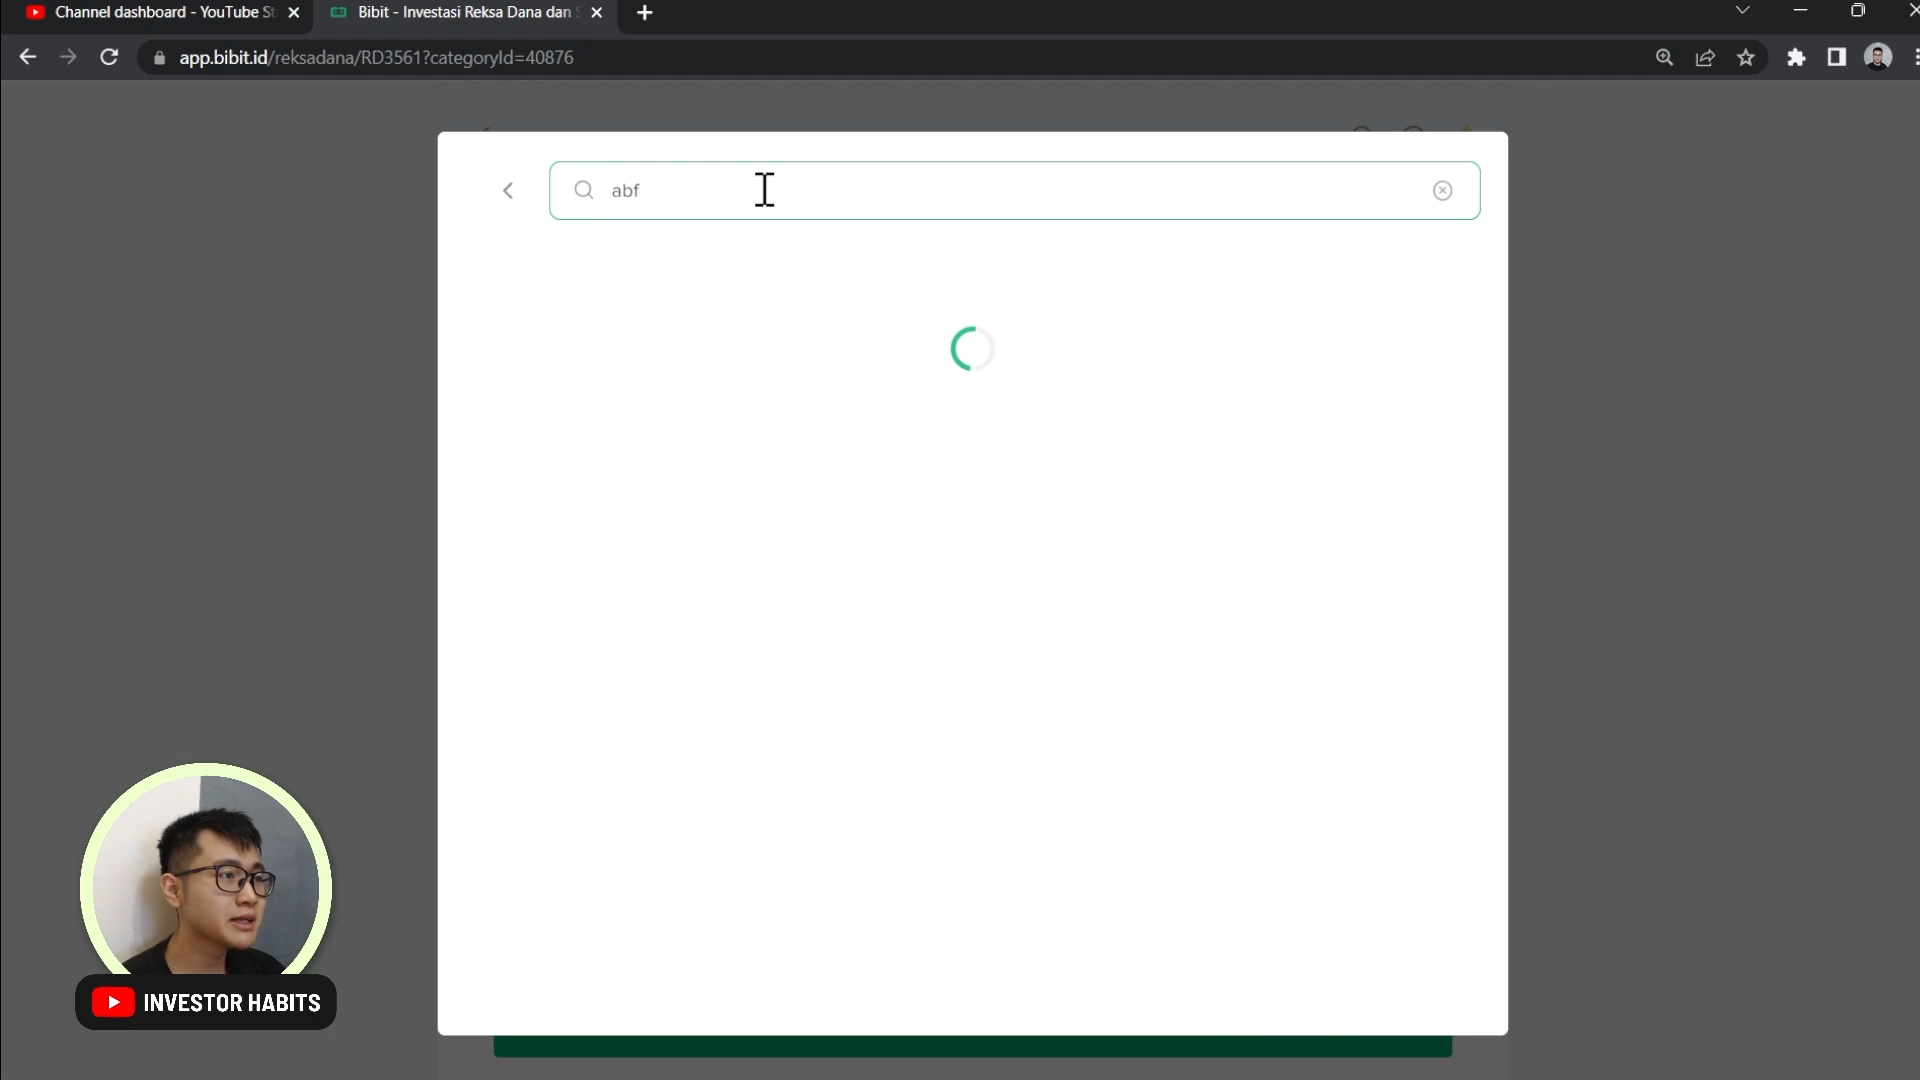 Channel dashboard - YouTube St
Bibit - Investasi Reksa Dana dan S
app.bibit.id/reksadana/RD3561?categoryId=40876
abf
INVESTOR HABITS